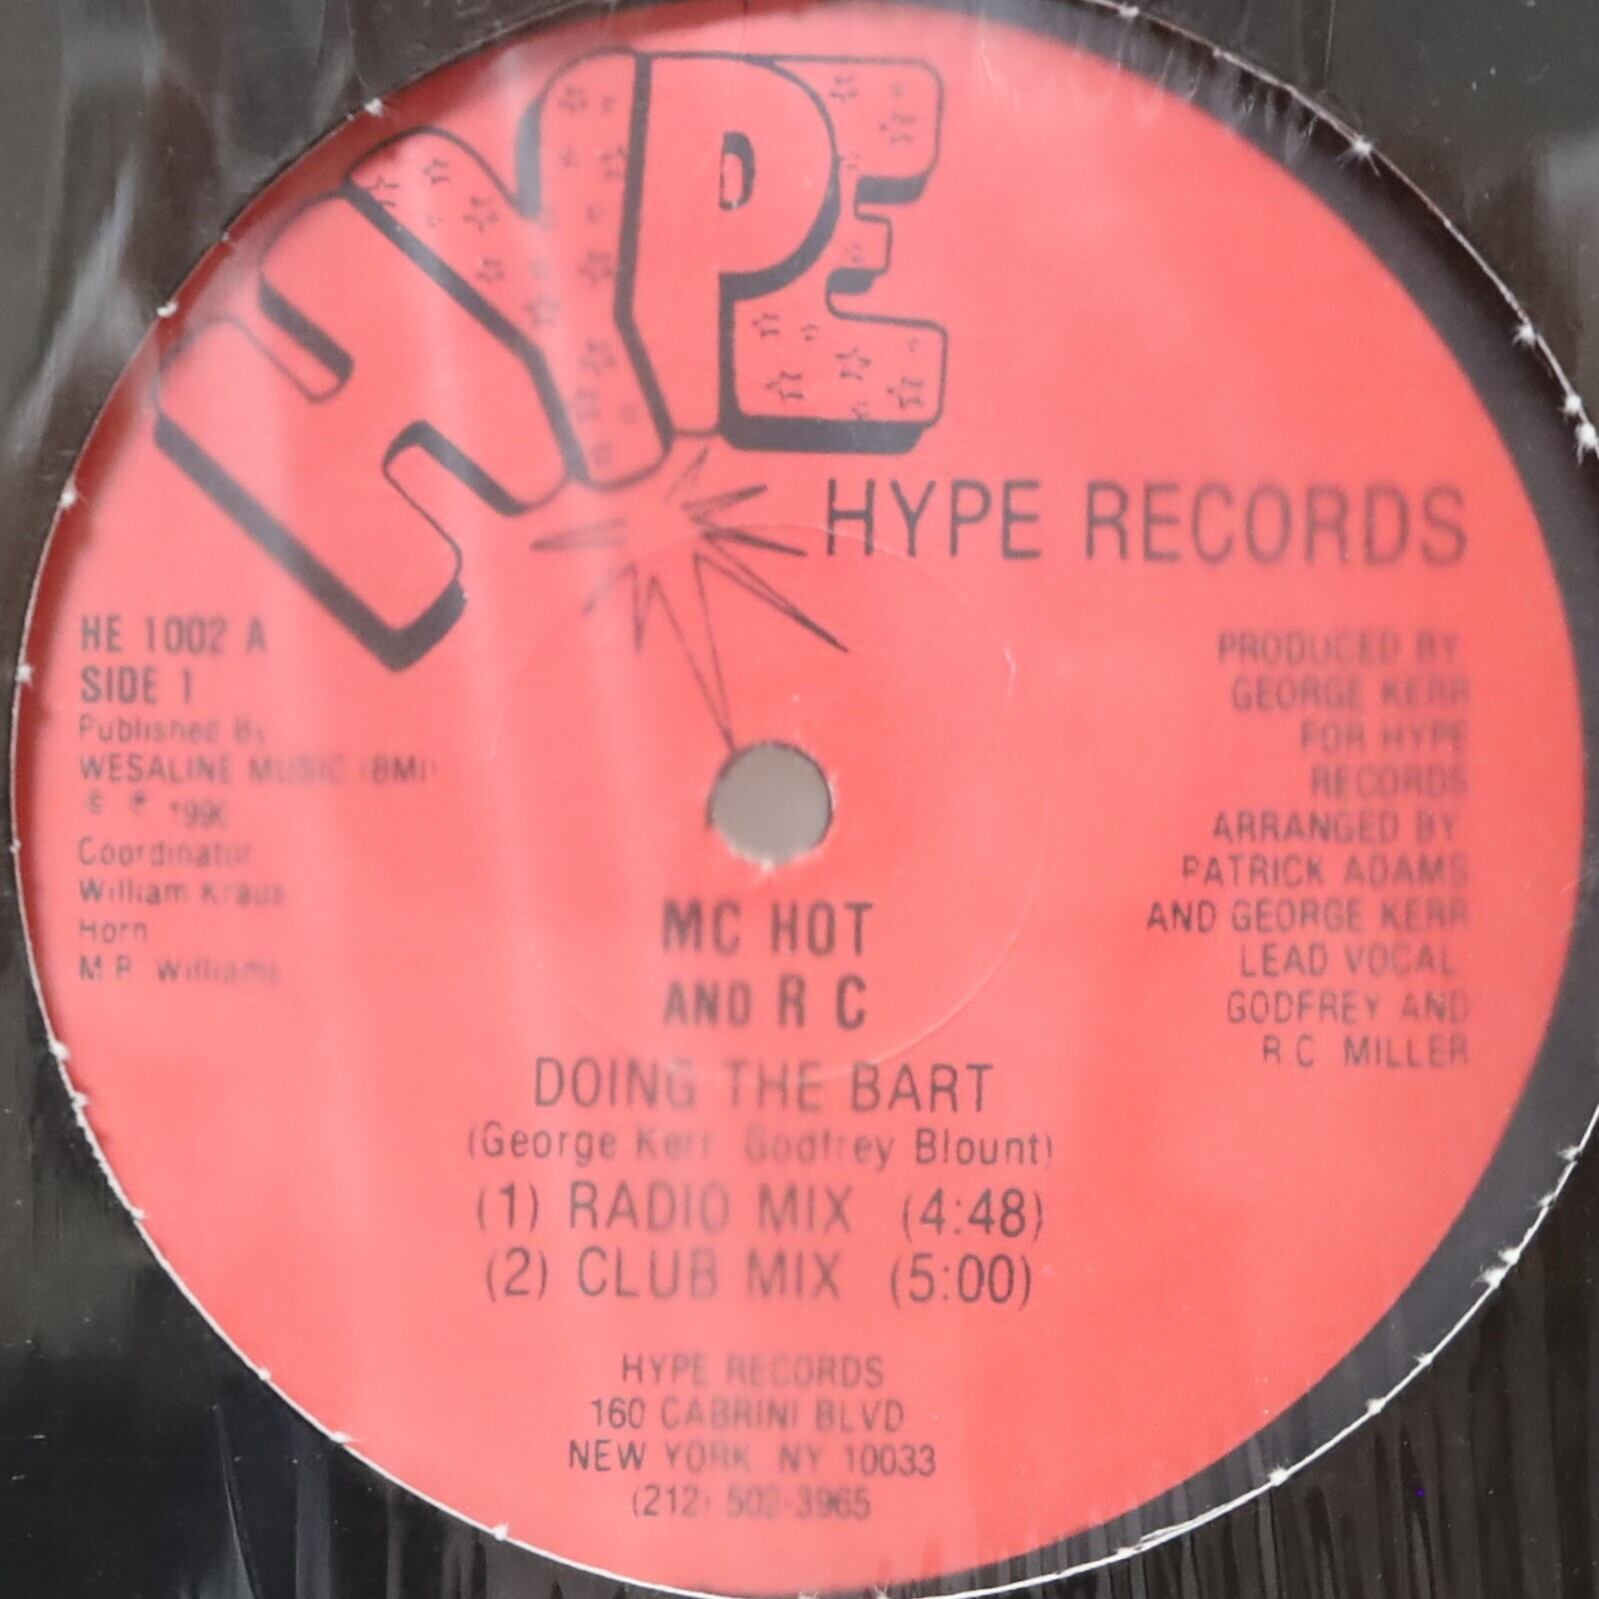 HYPE
HYPE RECORDS
HE 1002 A
SIDE 1
Published By
WESALINE MUSIC (BMI)
© ℗ 1990
Coordinator
William Kraus
Horn
M.P. Williams
PRODUCED BY
GEORGE KERR
FOR HYPE
RECORDS
ARRANGED BY
PATRICK ADAMS
AND GEORGE KERR
LEAD VOCAL
GODFREY AND
R.C. MILLER
MC HOT
AND R C
DOING THE BART
(George Kerr, Godfrey Blount)
(1) RADIO MIX (4:48)
(2) CLUB MIX (5:00)
HYPE RECORDS
160 CABRINI BLVD
NEW YORK, NY 10033
(212) 502-3965